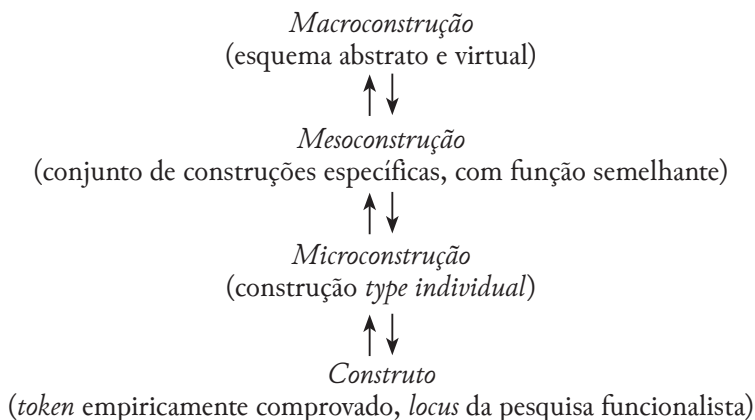 Macroconstrução
(esquema abstrato e virtual)
Mesoconstrução
(conjunto de construções específicas, com função semelhante)
Microconstrução
(construção type individual)
Construto
(token empiricamente comprovado, locus da pesquisa funcionalista)